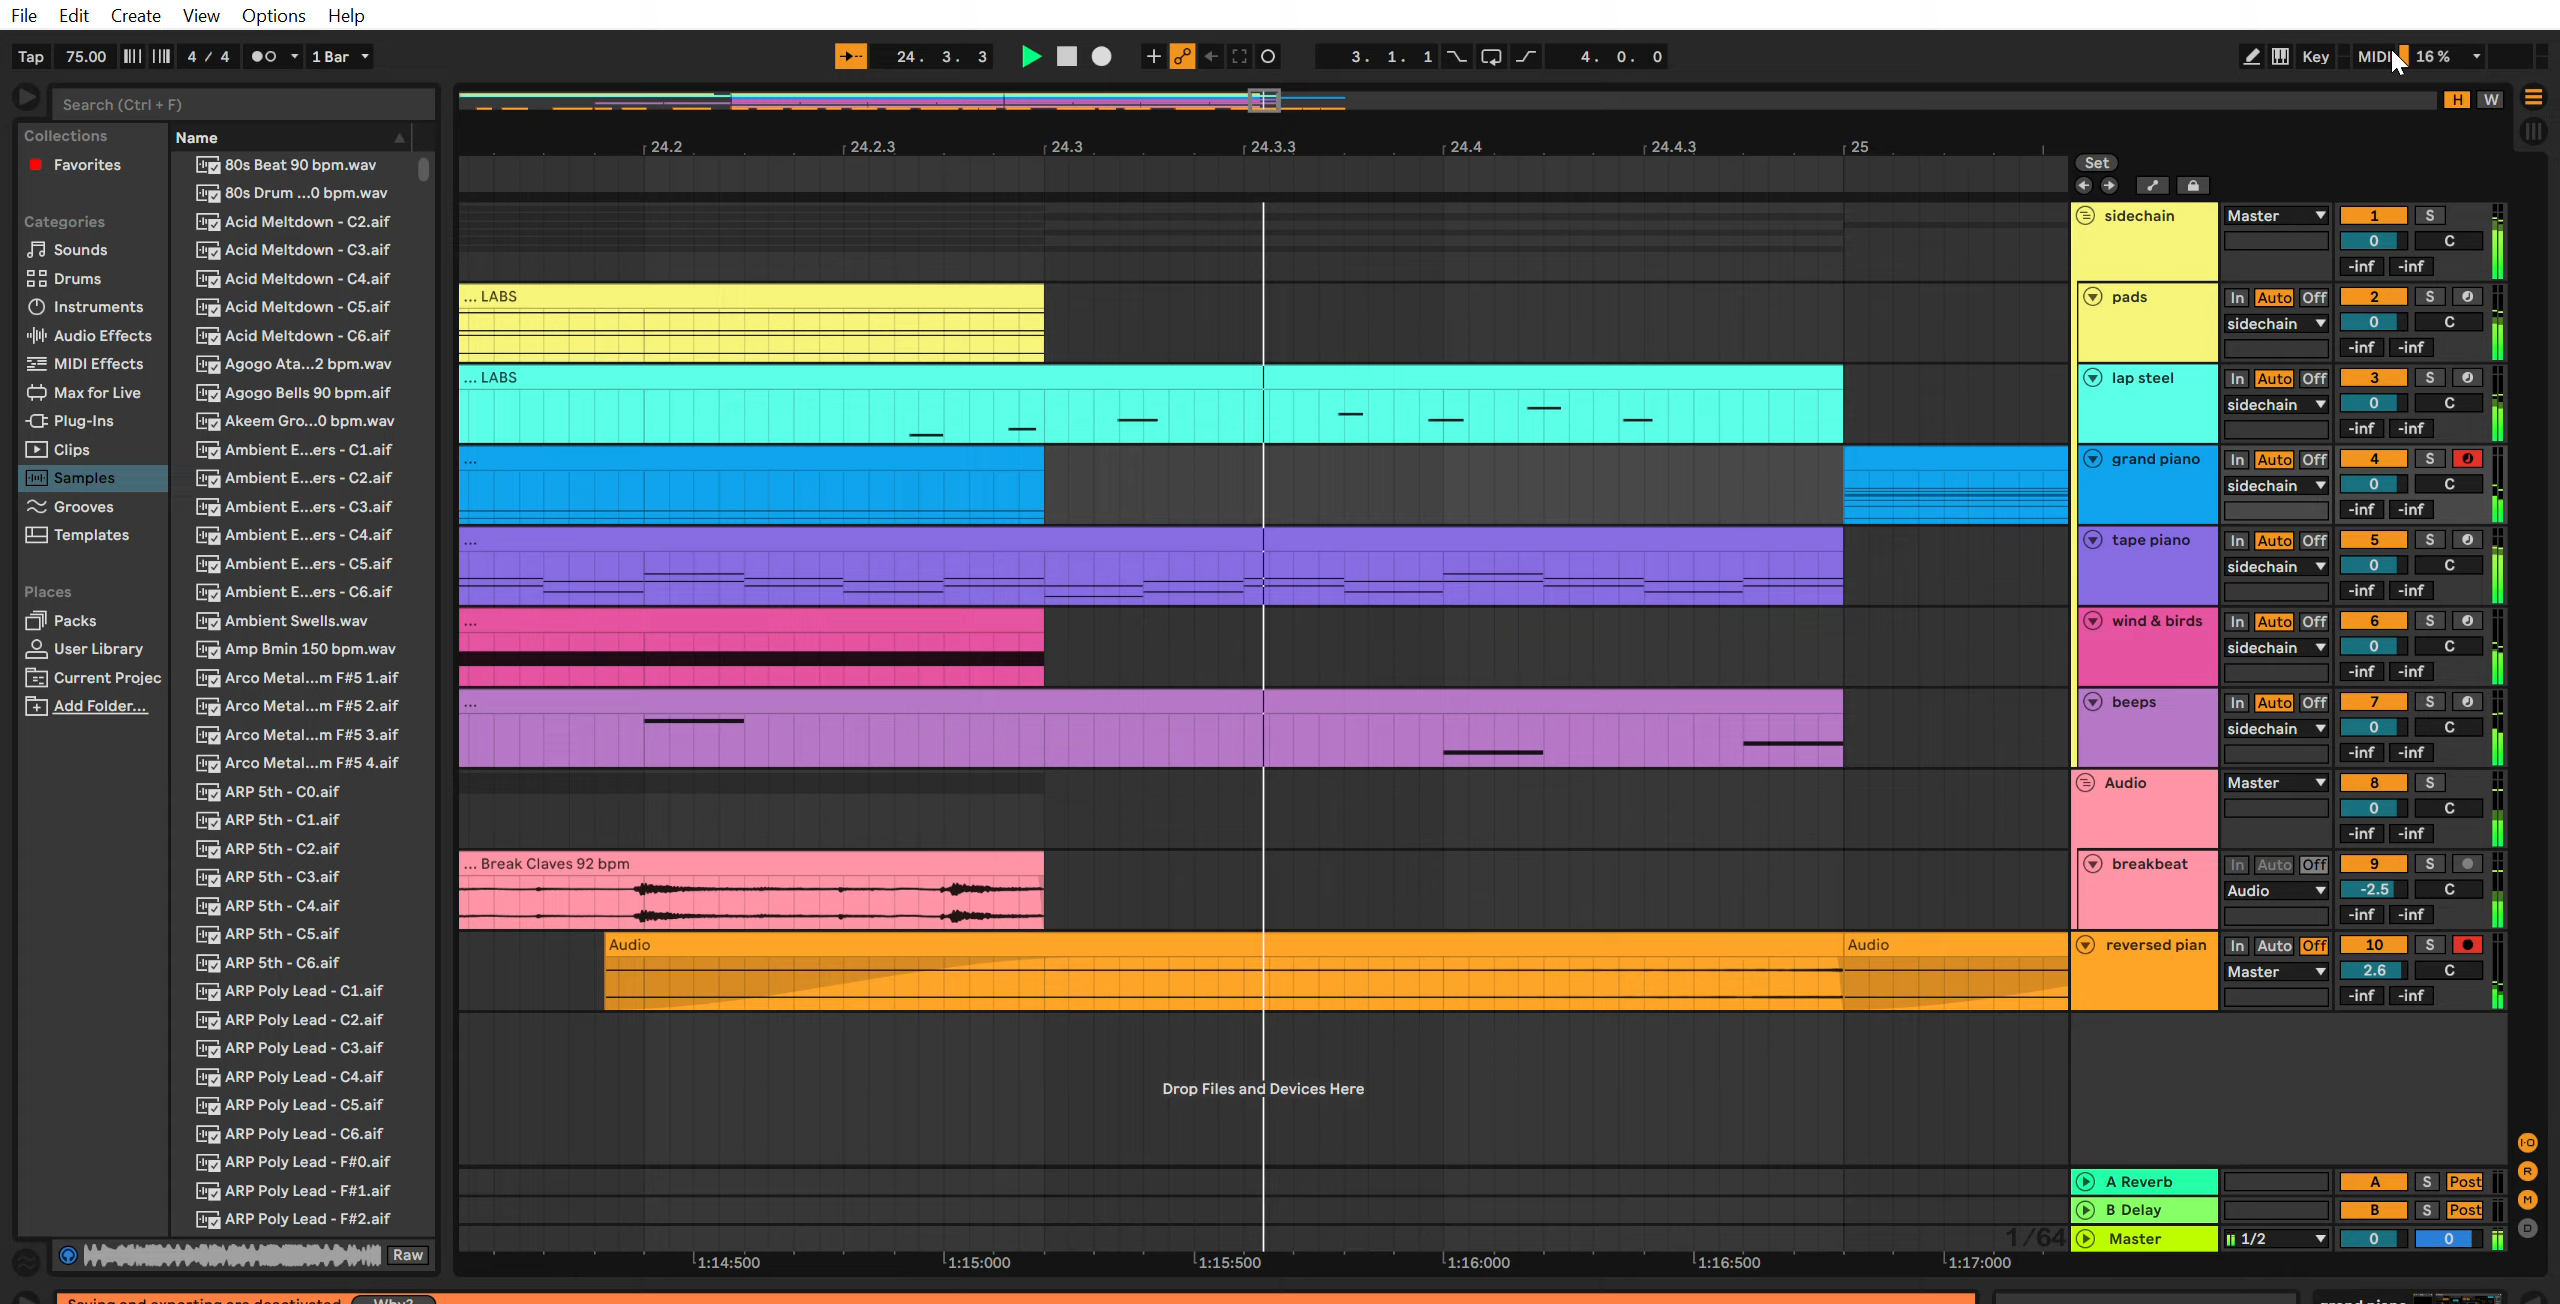 File Edit Create View Options Help
Tap 75.00 4 / 4 1 Bar 24. 3. 3 3. 1. 1 4. 0. 0 Key MIDI 16 %
Search (Ctrl + F)
H W
Collections
Favorites
Categories
Sounds
Drums
Instruments
Audio Effects
MIDI Effects
Max for Live
Plug-Ins
Clips
Samples
Grooves
Templates
Places
Packs
User Library
Current Projec
Add Folder...
Name
80s Beat 90 bpm.wav
80s Drum ...0 bpm.wav
Acid Meltdown - C2.aif
Acid Meltdown - C3.aif
Acid Meltdown - C4.aif
Acid Meltdown - C5.aif
Acid Meltdown - C6.aif
Agogo Ata...2 bpm.wav
Agogo Bells 90 bpm.aif
Akeem Gro...0 bpm.wav
Ambient E...ers - C1.aif
Ambient E...ers - C2.aif
Ambient E...ers - C3.aif
Ambient E...ers - C4.aif
Ambient E...ers - C5.aif
Ambient E...ers - C6.aif
Ambient Swells.wav
Amp Bmin 150 bpm.wav
Arco Metal...m F#5 1.aif
Arco Metal...m F#5 2.aif
Arco Metal...m F#5 3.aif
Arco Metal...m F#5 4.aif
ARP 5th - C0.aif
ARP 5th - C1.aif
ARP 5th - C2.aif
ARP 5th - C3.aif
ARP 5th - C4.aif
ARP 5th - C5.aif
ARP 5th - C6.aif
ARP Poly Lead - C1.aif
ARP Poly Lead - C2.aif
ARP Poly Lead - C3.aif
ARP Poly Lead - C4.aif
ARP Poly Lead - C5.aif
ARP Poly Lead - C6.aif
ARP Poly Lead - F#0.aif
ARP Poly Lead - F#1.aif
ARP Poly Lead - F#2.aif
Raw
24.2 24.2.3 24.3 24.3.3 24.4 24.4.3 25
Set
sidechain Master 1 S
0 C
-inf -inf
... LABS pads In Auto Off 2 S
sidechain 0 C
-inf -inf
... LABS lap steel In Auto Off 3 S
sidechain 0 C
-inf -inf
... grand piano In Auto Off 4 S
sidechain 0 C
-inf -inf
... tape piano In Auto Off 5 S
sidechain 0 C
-inf -inf
... wind & birds In Auto Off 6 S
sidechain 0 C
-inf -inf
... beeps In Auto Off 7 S
sidechain 0 C
-inf -inf
Audio Master 8 S
0 C
-inf -inf
... Break Claves 92 bpm breakbeat In Auto Off 9 S
Audio -2.5 C
-inf -inf
Audio Audio reversed pian In Auto Off 10 S
Master 2.6 C
-inf -inf
Drop Files and Devices Here
I·O
R
M
D
A Reverb A S Post
B Delay B S Post
1/64 Master 1/2 0 0
1:14:500 1:15:000 1:15:500 1:16:000 1:16:500 1:17:000
Saving and exporting are deactivated. Why?
grand piano